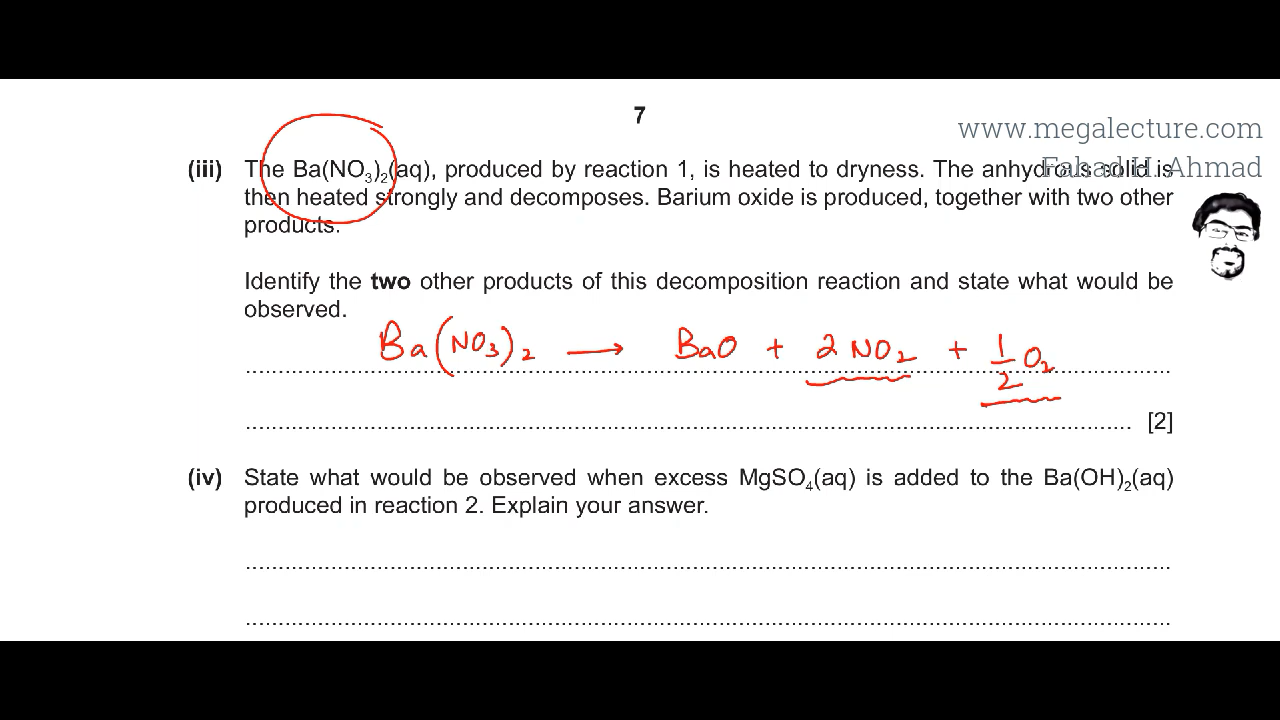 7
www.megalecture.com
Fahad H. Ahmad
(iii) The Ba(NO₃)₂(aq), produced by reaction 1, is heated to dryness. The anhydrous solid is
then heated strongly and decomposes. Barium oxide is produced, together with two other
products.
Identify the two other products of this decomposition reaction and state what would be
observed.
Ba(NO₃)₂ → BaO + 2 NO₂ + 1/2 O₂
[2]
(iv) State what would be observed when excess MgSO₄(aq) is added to the Ba(OH)₂(aq)
produced in reaction 2. Explain your answer.